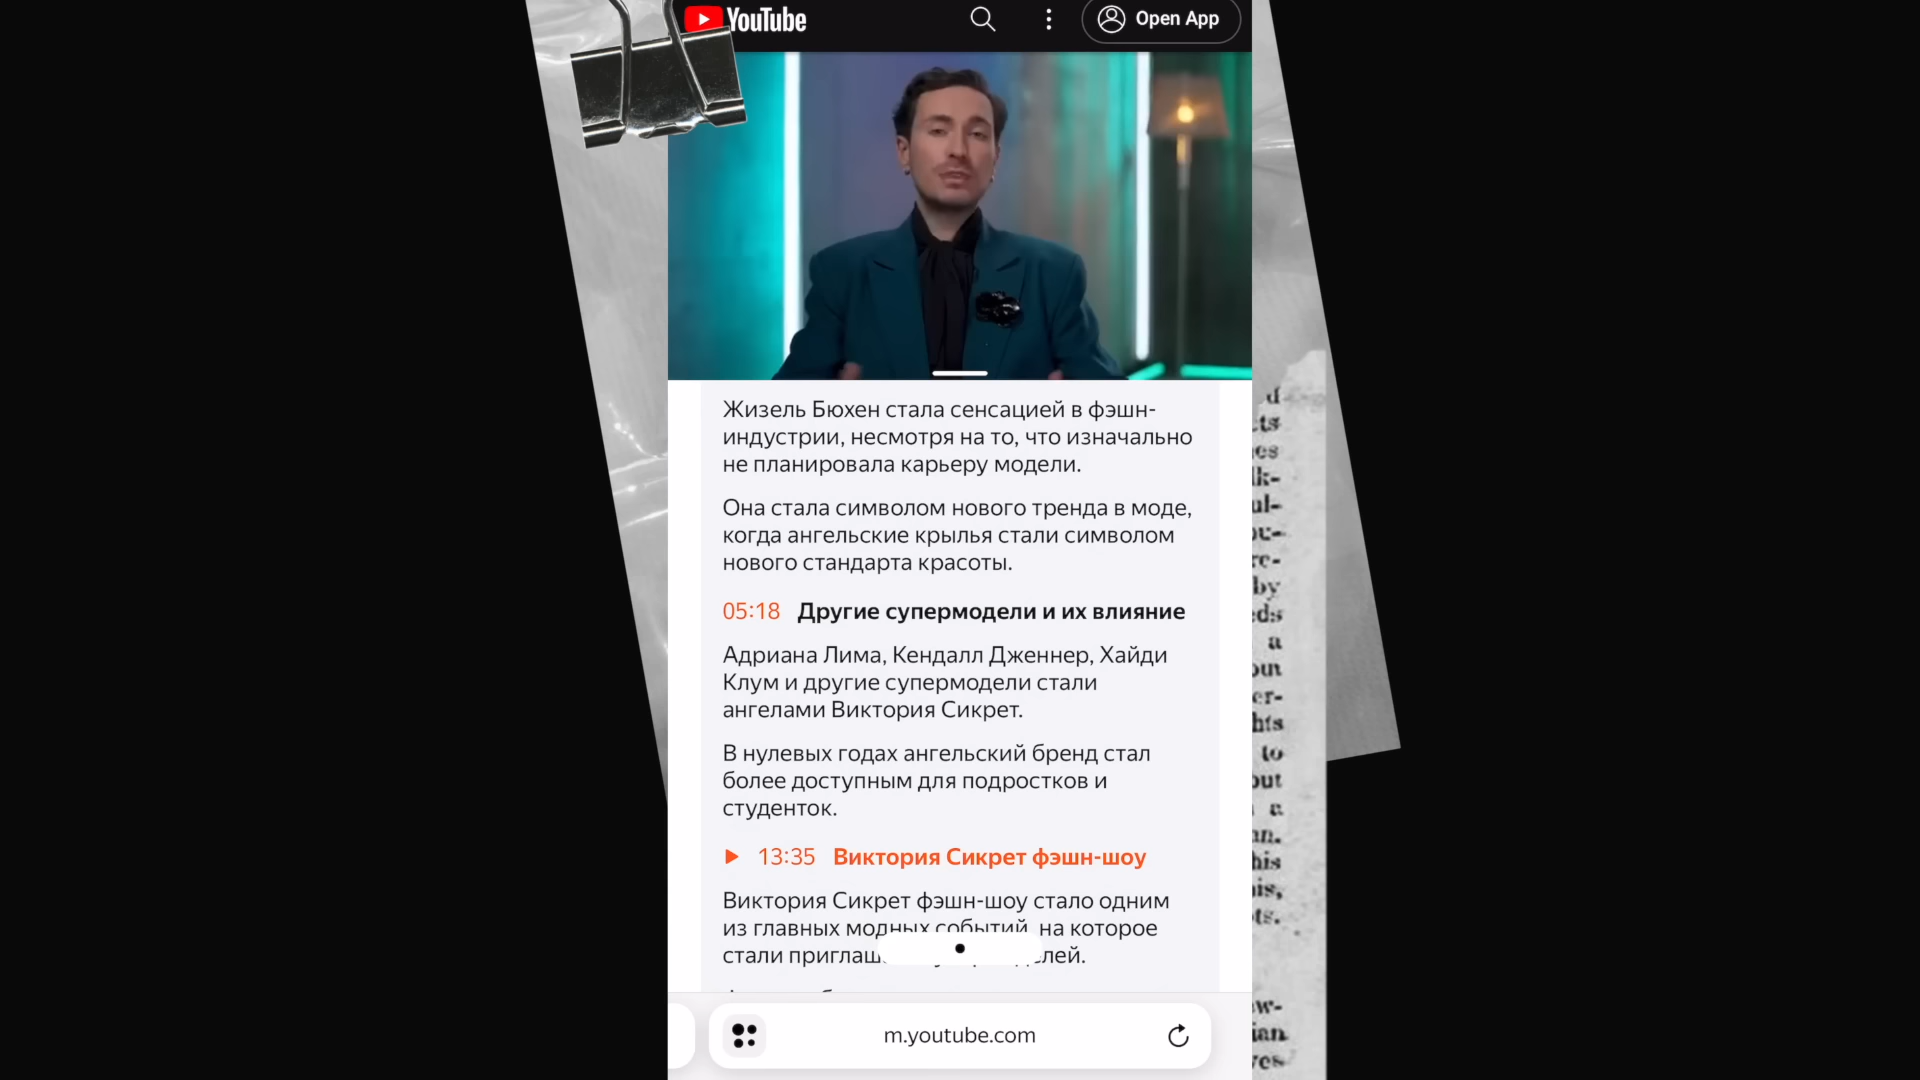 YouTube
Open App
Жизель Бюхен стала сенсацией в фэшн-
индустрии, несмотря на то, что изначально
не планировала карьеру модели.
Она стала символом нового тренда в моде,
когда ангельские крылья стали символом
нового стандарта красоты.
05:18 Другие супермодели и их влияние
Адриана Лима, Кендалл Дженнер, Хайди
Клум и другие супермодели стали
ангелами Виктория Сикрет.
В нулевых годах ангельский бренд стал
более доступным для подростков и
студенток.
13:35 Виктория Сикрет фэшн-шоу
Виктория Сикрет фэшн-шоу стало одним
из главных модных событий, на которое
стали
m.youtube.com
to
a
by